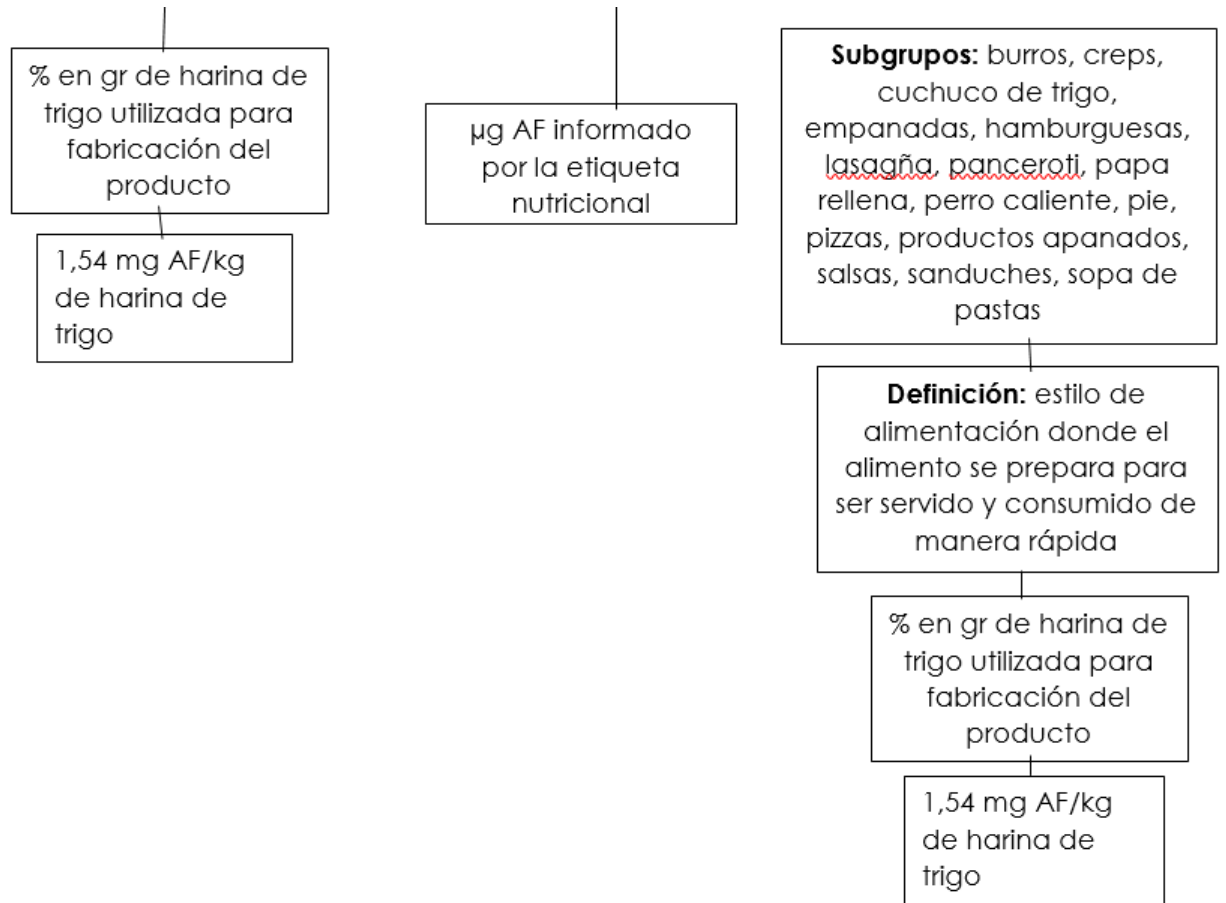 % en gr de harina de
trigo utilizada para
fabricación del
producto
1,54 mg AF/kg
de harina de
trigo
µg AF informado
por la etiqueta
nutricional
Subgrupos: burros, creps,
cuchuco de trigo,
empanadas, hamburguesas,
lasagña, panceroti, papa
rellena, perro caliente, pie,
pizzas, productos apanados,
salsas, sanduches, sopa de
pastas
Definición: estilo de
alimentación donde el
alimento se prepara para
ser servido y consumido de
manera rápida
% en gr de harina de
trigo utilizada para
fabricación del
producto
1,54 mg AF/kg
de harina de
trigo